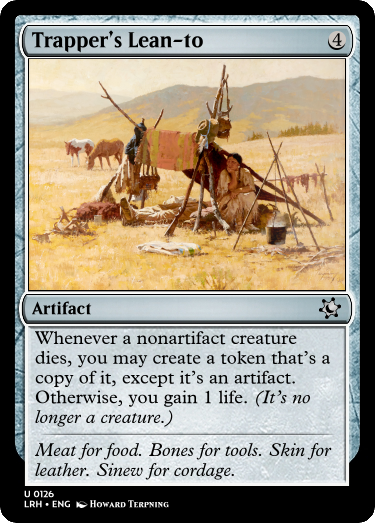 Trapper's Lean-to 4
Artifact
Whenever a nonartifact creature
dies, you may create a token that's a
copy of it, except it's an artifact.
Otherwise, you gain 1 life. (It's no
longer a creature.)
Meat for food. Bones for tools. Skin for
leather. Sinew for cordage.
U 0126
LRH • ENG Howard Terpning